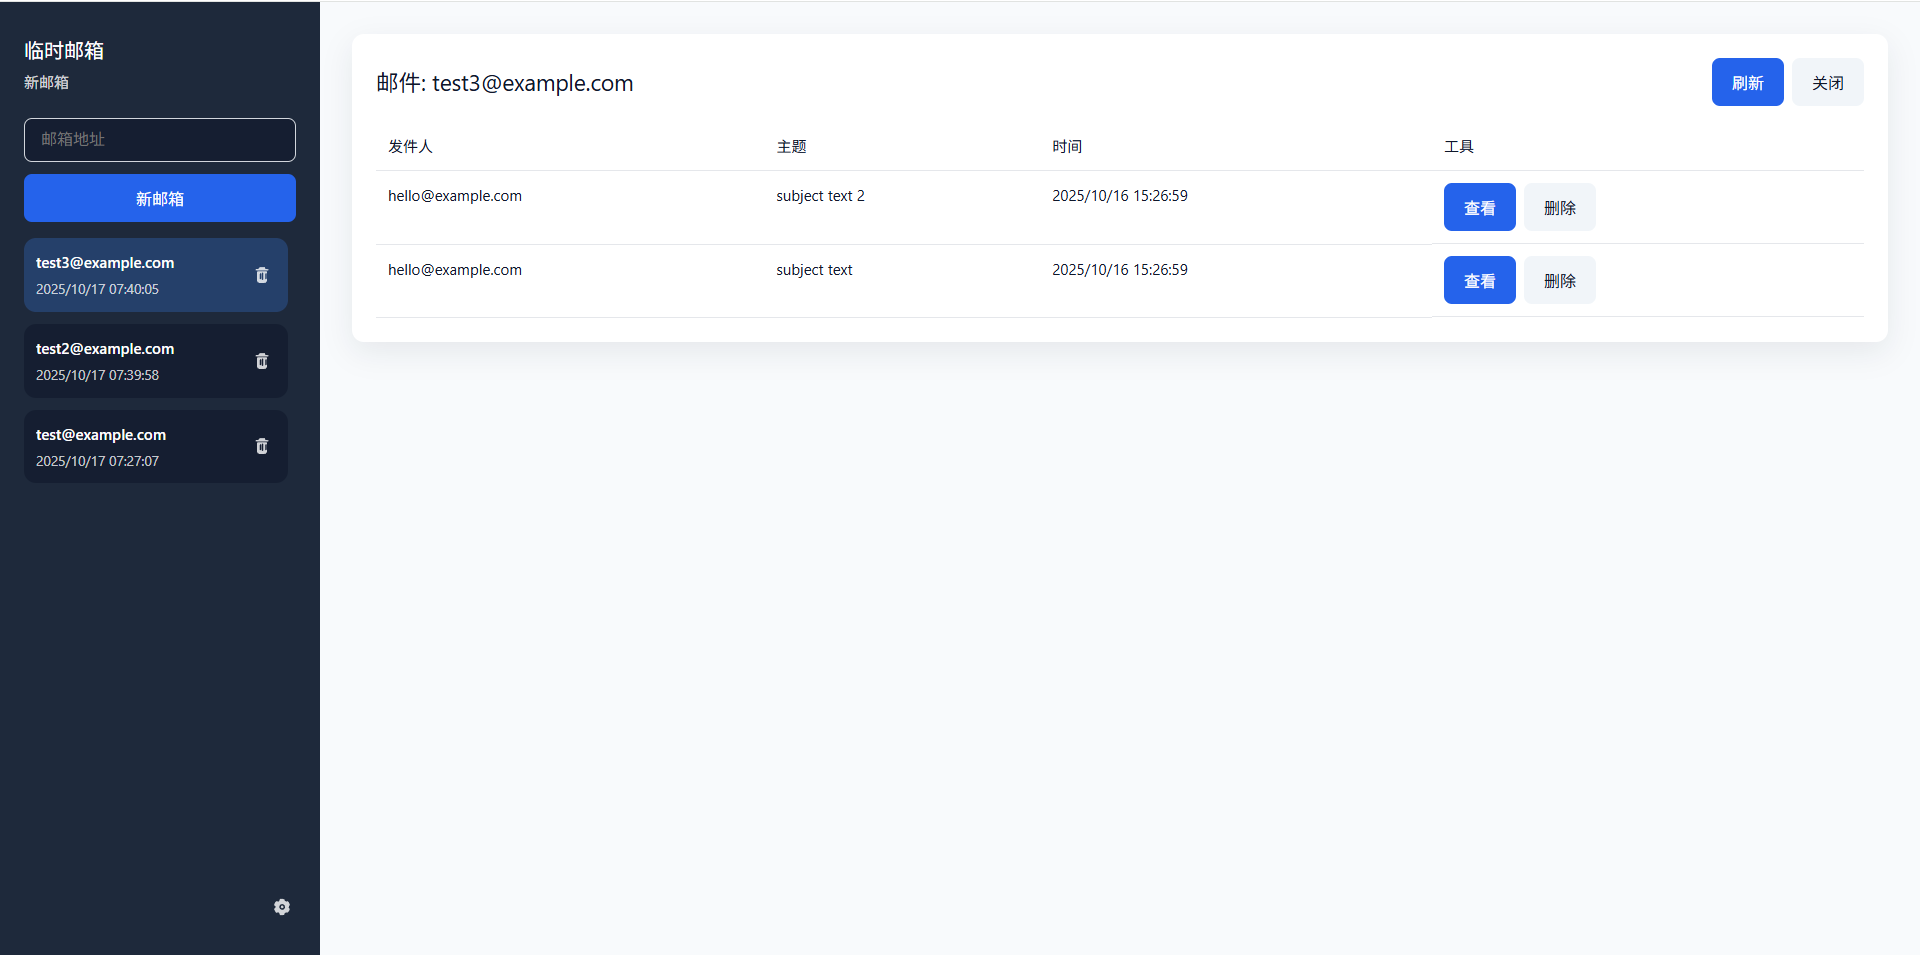 临时邮箱
新邮箱
邮箱地址
新邮箱
test3@example.com
2025/10/17 07:40:05
test2@example.com
2025/10/17 07:39:58
test@example.com
2025/10/17 07:27:07
邮件: test3@example.com 刷新 关闭
发件人 主题 时间 工具
hello@example.com subject text 2 2025/10/16 15:26:59 查看 删除
hello@example.com subject text 2025/10/16 15:26:59 查看 删除